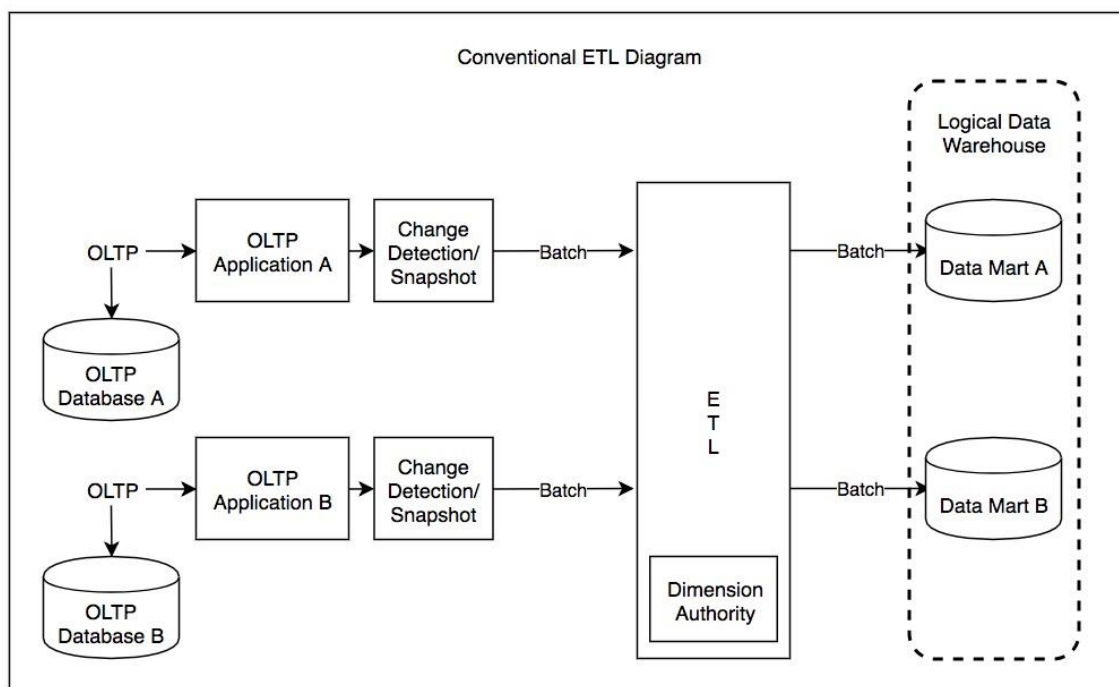 Conventional ETL Diagram
Logical Data
Warehouse
OLTP
OLTP
Application A
Change
Detection/
Snapshot
Batch
Batch
Data Mart A
OLTP
Database A
E
T
L
OLTP
OLTP
Application B
Change
Detection/
Snapshot
Batch
Batch
Data Mart B
OLTP
Database B
Dimension
Authority